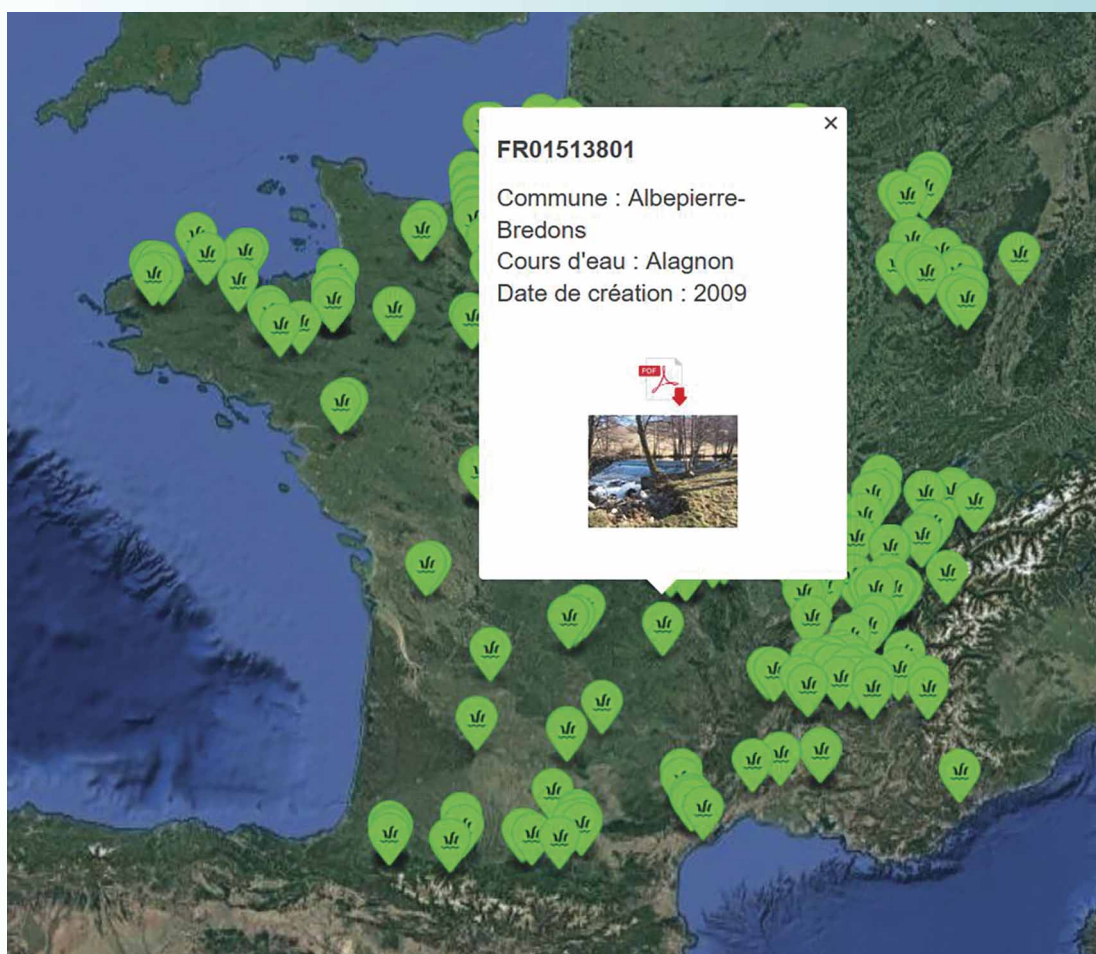 ×
FR01513801
Commune : Albepierre-
Bredons
Cours d'eau : Alagnon
Date de création : 2009
PDF